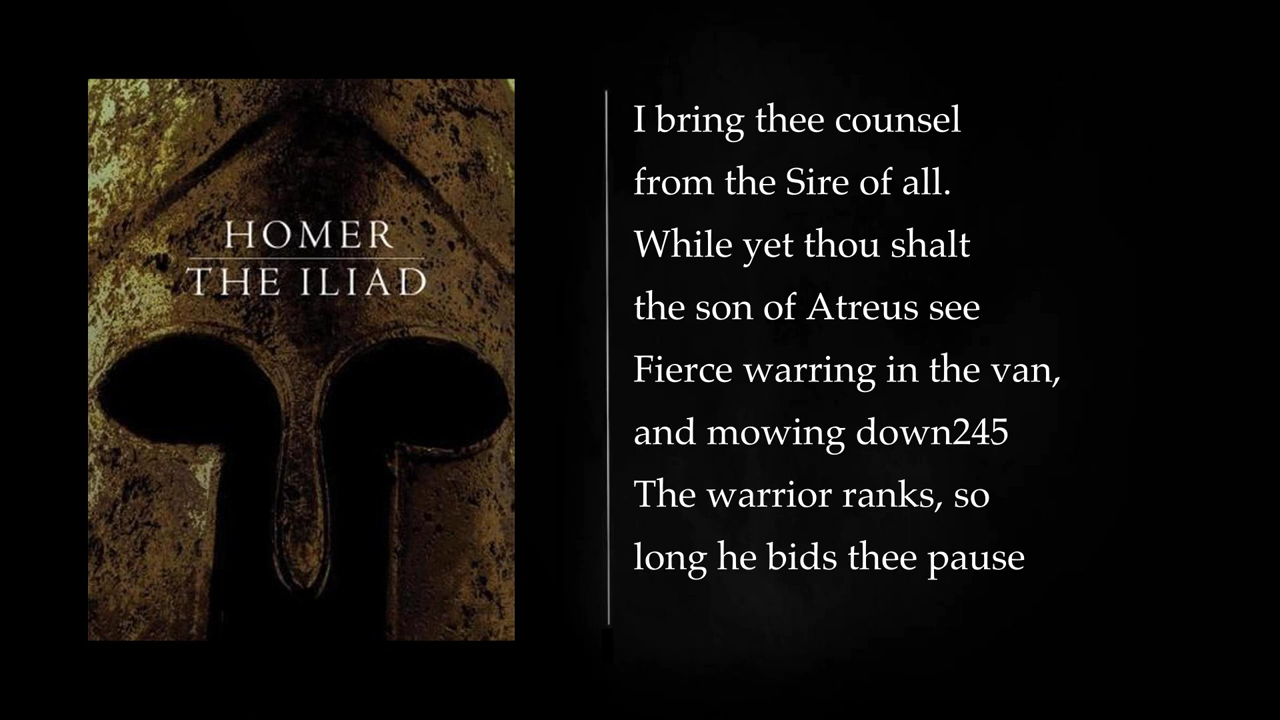 HOMER
THE ILIAD
I bring thee counsel
from the Sire of all.
While yet thou shalt
the son of Atreus see
Fierce warring in the van,
and mowing down245
The warrior ranks, so
long he bids thee pause